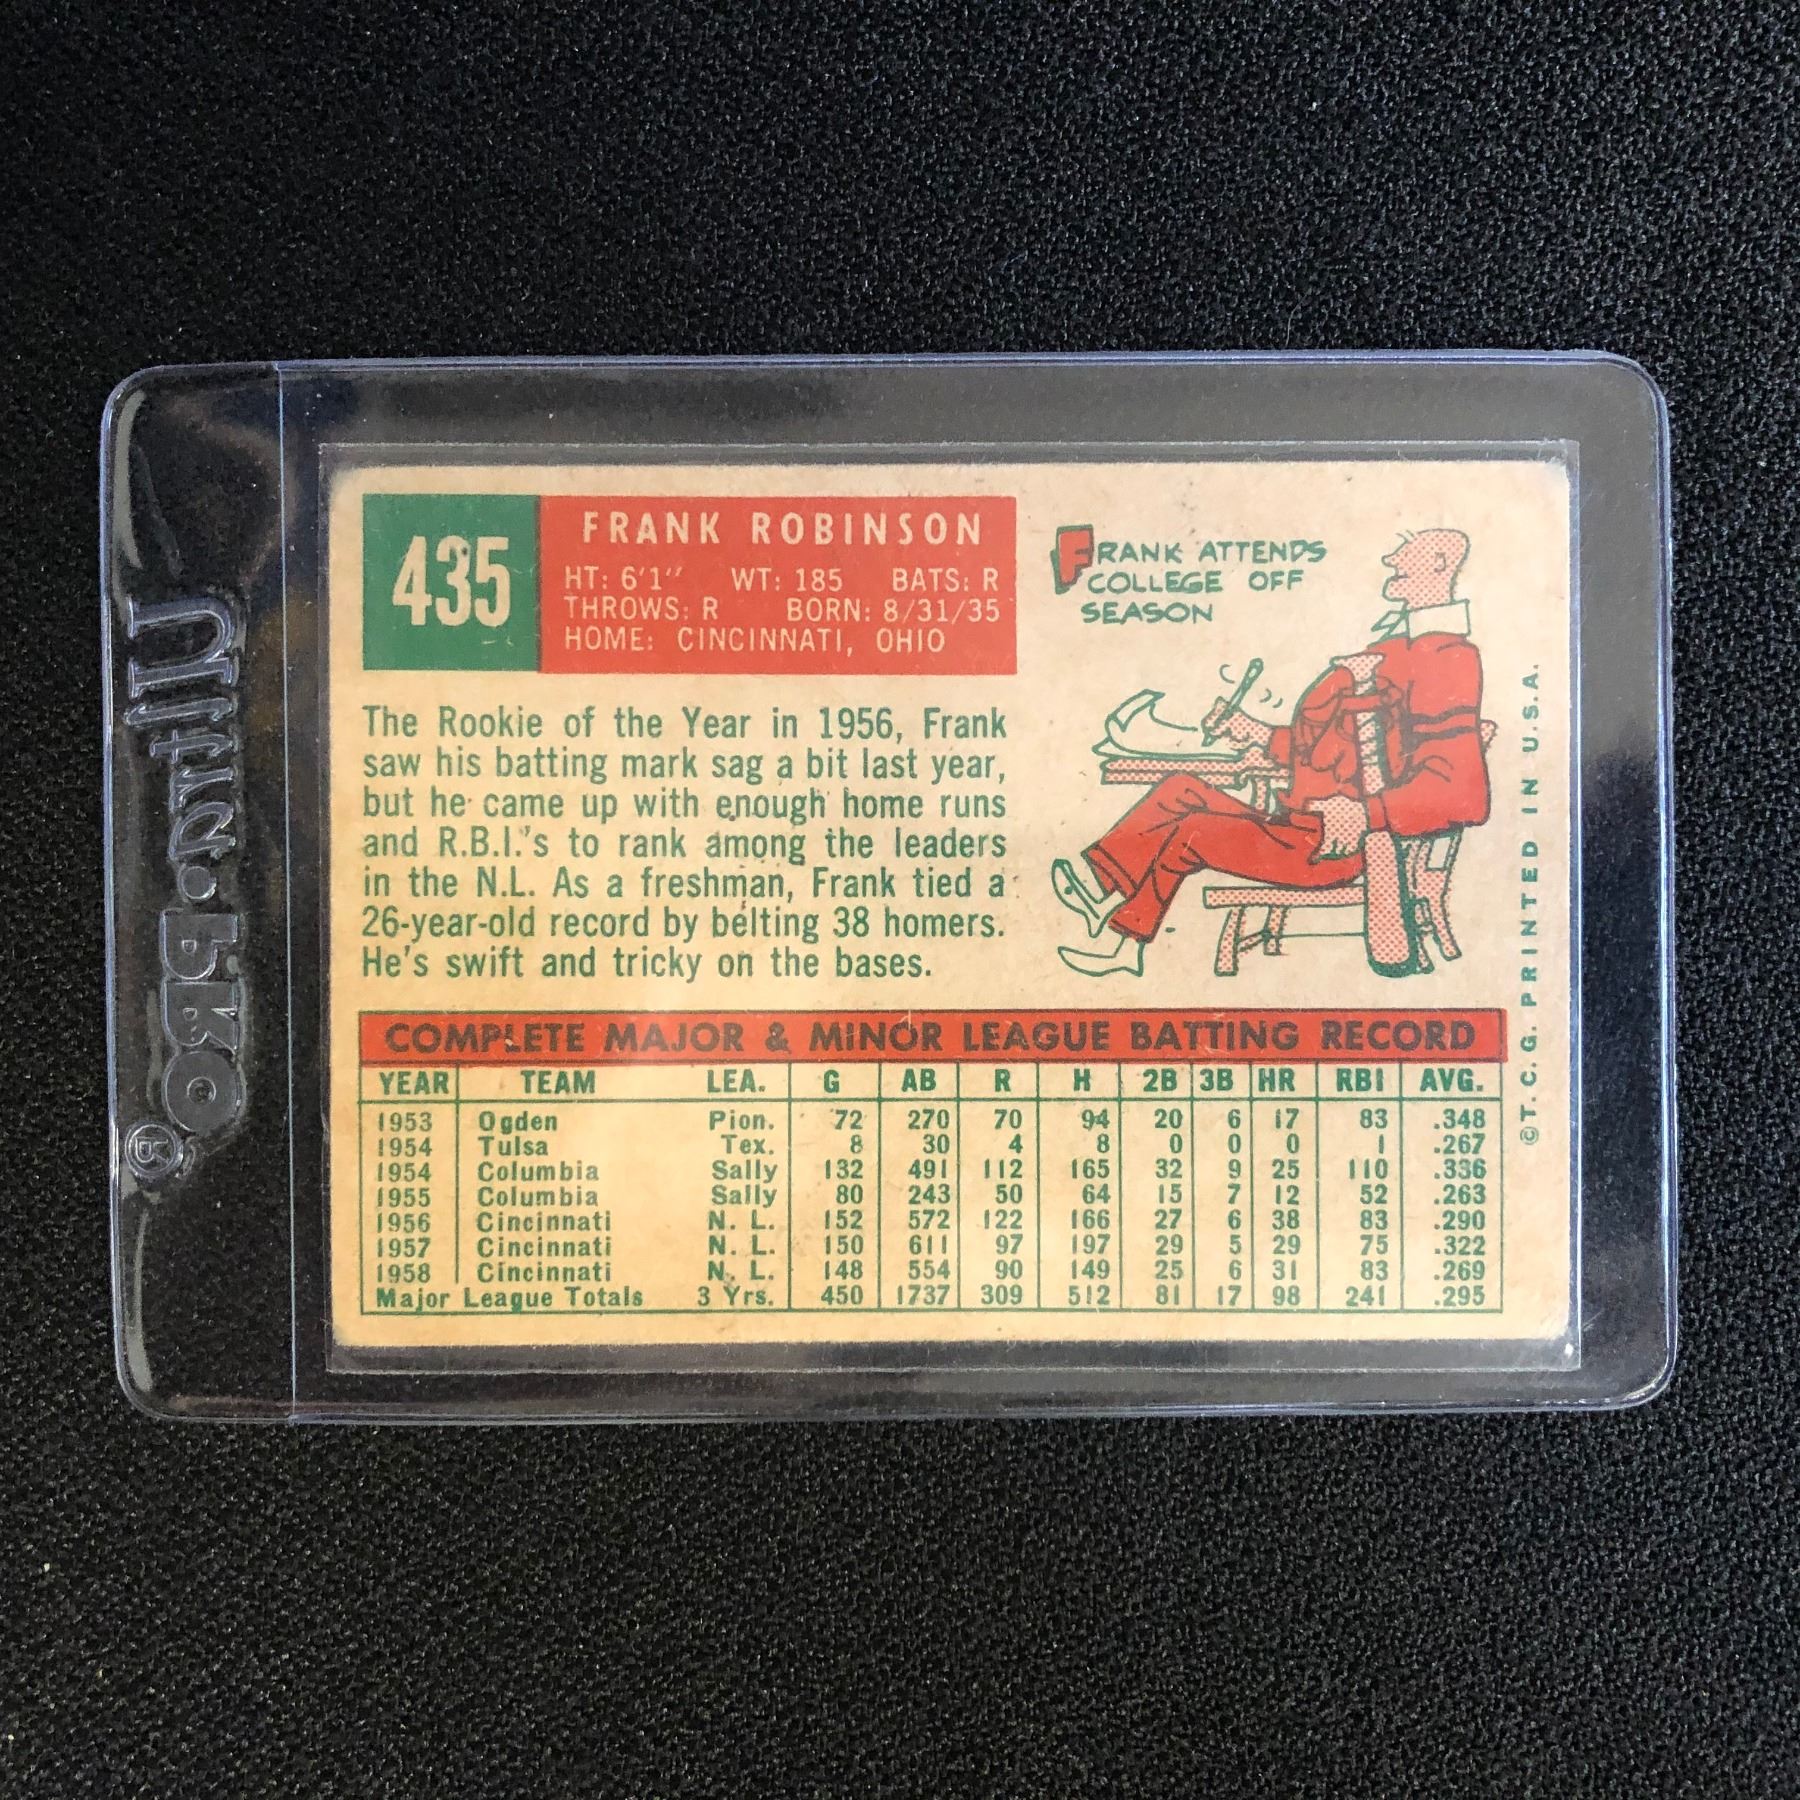 435
FRANK ROBINSON
HT: 6'1" WT: 185 BATS: R
THROWS: R BORN: 8/31/35
HOME: CINCINNATI, OHIO
FRANK ATTENDS
COLLEGE OFF
SEASON
The Rookie of the Year in 1956, Frank
saw his batting mark sag a bit last year,
but he came up with enough home runs
and R.B.I.'s to rank among the leaders
in the N.L. As a freshman, Frank tied a
26-year-old record by belting 38 homers.
He's swift and tricky on the bases.
COMPLETE MAJOR & MINOR LEAGUE BATTING RECORD
YEAR TEAM LEA. G AB R H 2B 3B HR RBI AVG.
1953 Ogden Pion. 72 270 70 94 20 6 17 83 .348
1954 Tulsa Tex. 8 30 4 8 0 0 0 1 .267
1954 Columbia Sally 132 491 112 165 32 9 25 110 .336
1955 Columbia Sally 80 243 50 64 15 7 12 52 .263
1956 Cincinnati N. L. 152 572 122 166 27 6 38 83 .290
1957 Cincinnati N. L. 150 611 97 197 29 5 29 75 .322
1958 Cincinnati N. L. 148 554 90 149 25 6 31 83 .269
Major League Totals 3 Yrs. 450 1737 309 512 81 17 98 241 .295
©T. C. G. PRINTED IN U.S.A.
Ultra•PRO®